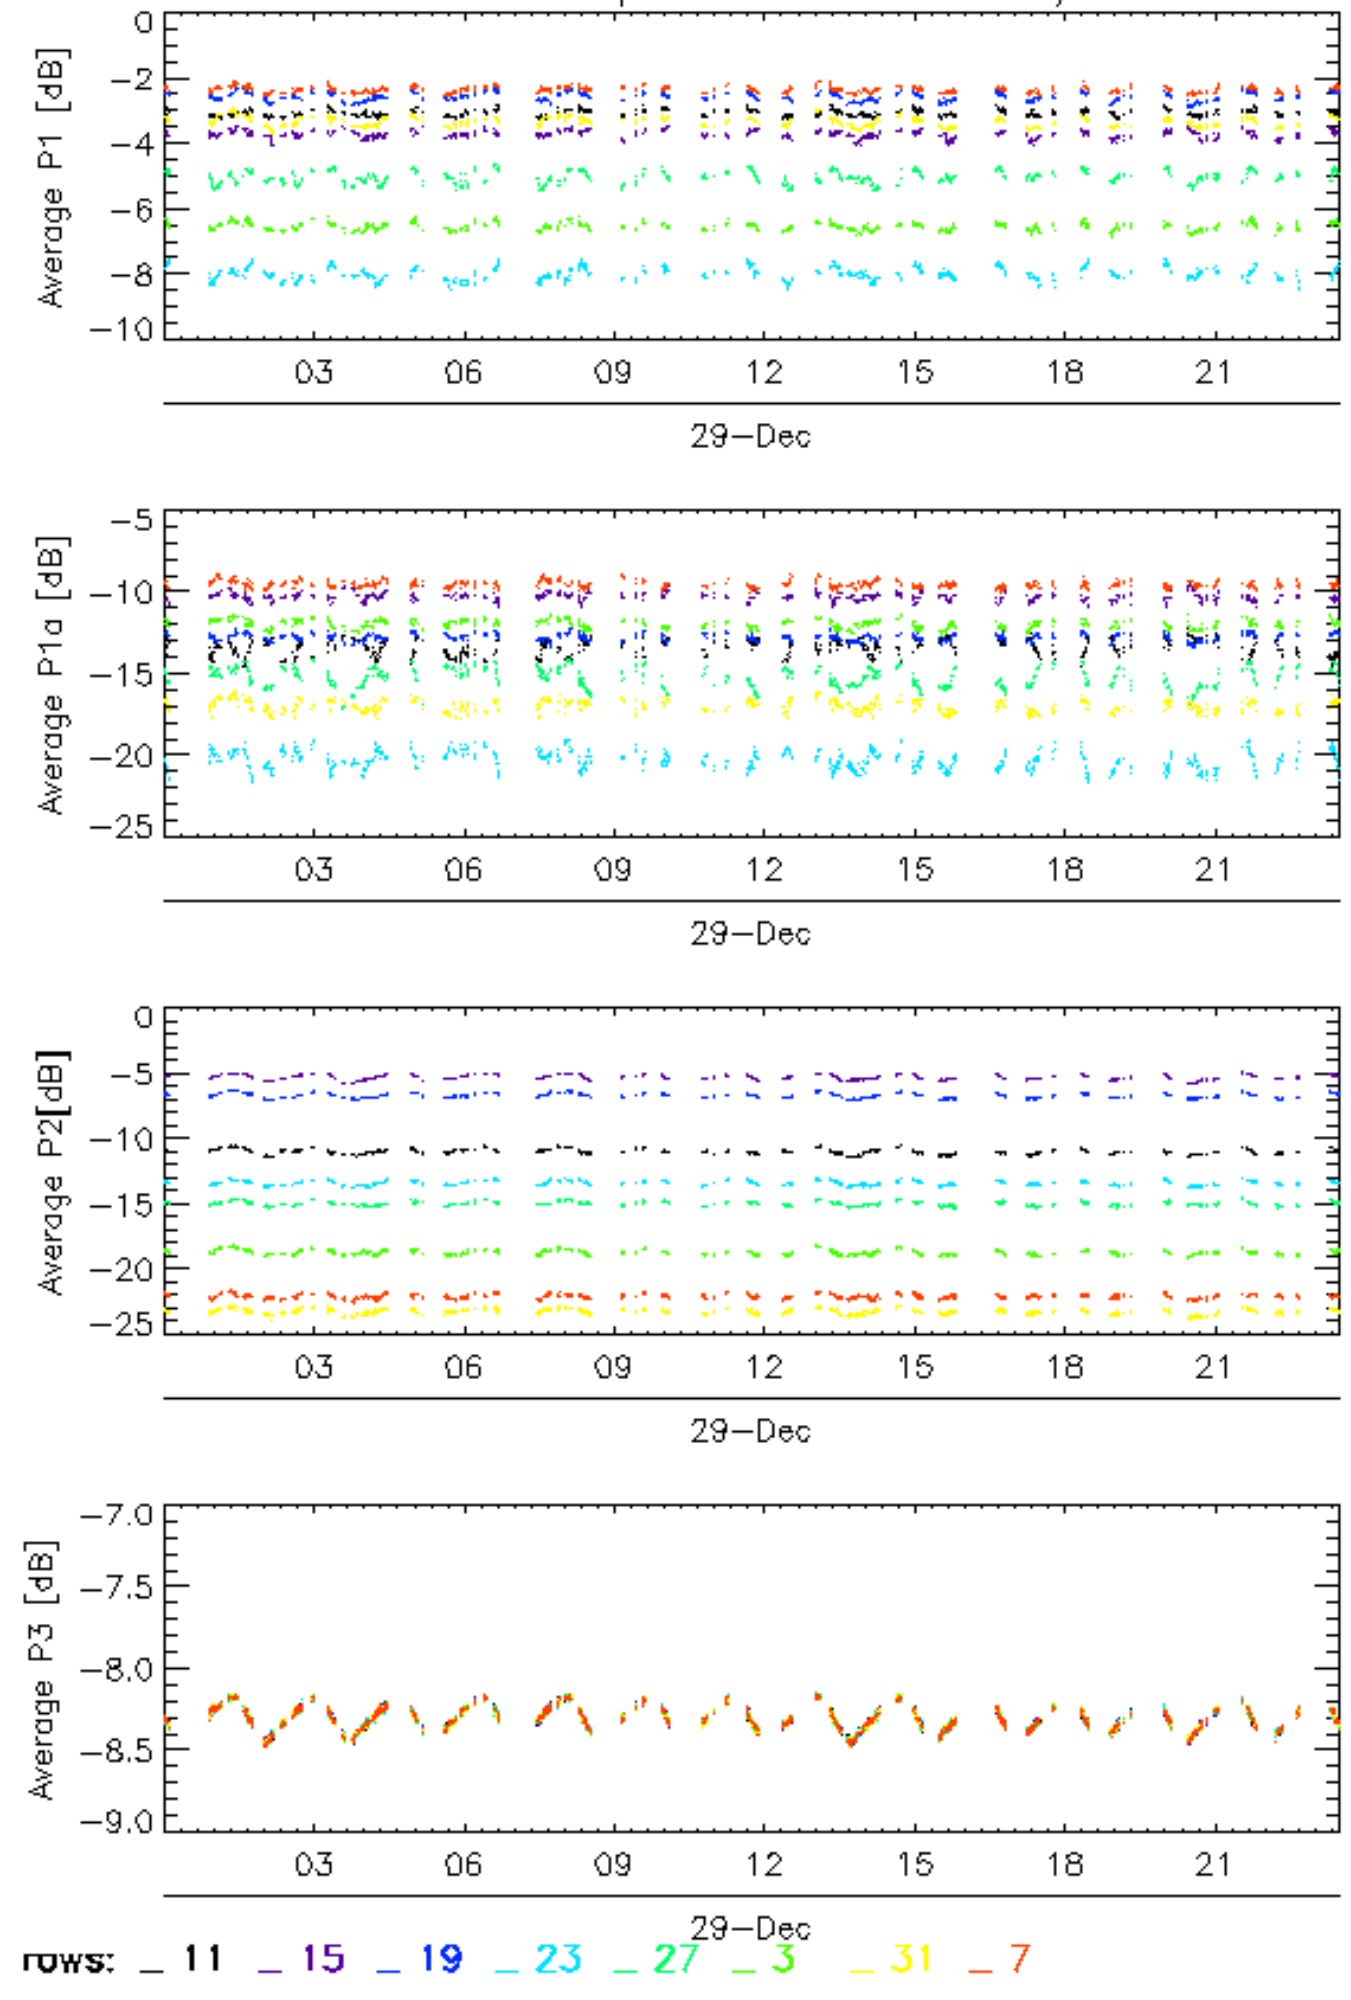 Average P1 [dB]
0
−2
−4
−6
−8
−10
03 06 09 12 15 18 21
29−Dec
Average P1a [dB]
−5
−10
−15
−20
−25
03 06 09 12 15 18 21
29−Dec
Average P2[dB]
0
−5
−10
−15
−20
−25
03 06 09 12 15 18 21
29−Dec
Average P3 [dB]
−7.0
−7.5
−8.0
−8.5
−9.0
03 06 09 12 15 18 21
29−Dec
rows: _ 11 _ 15 _ 19 _ 23 _ 27 _ 3 _ 31 _ 7